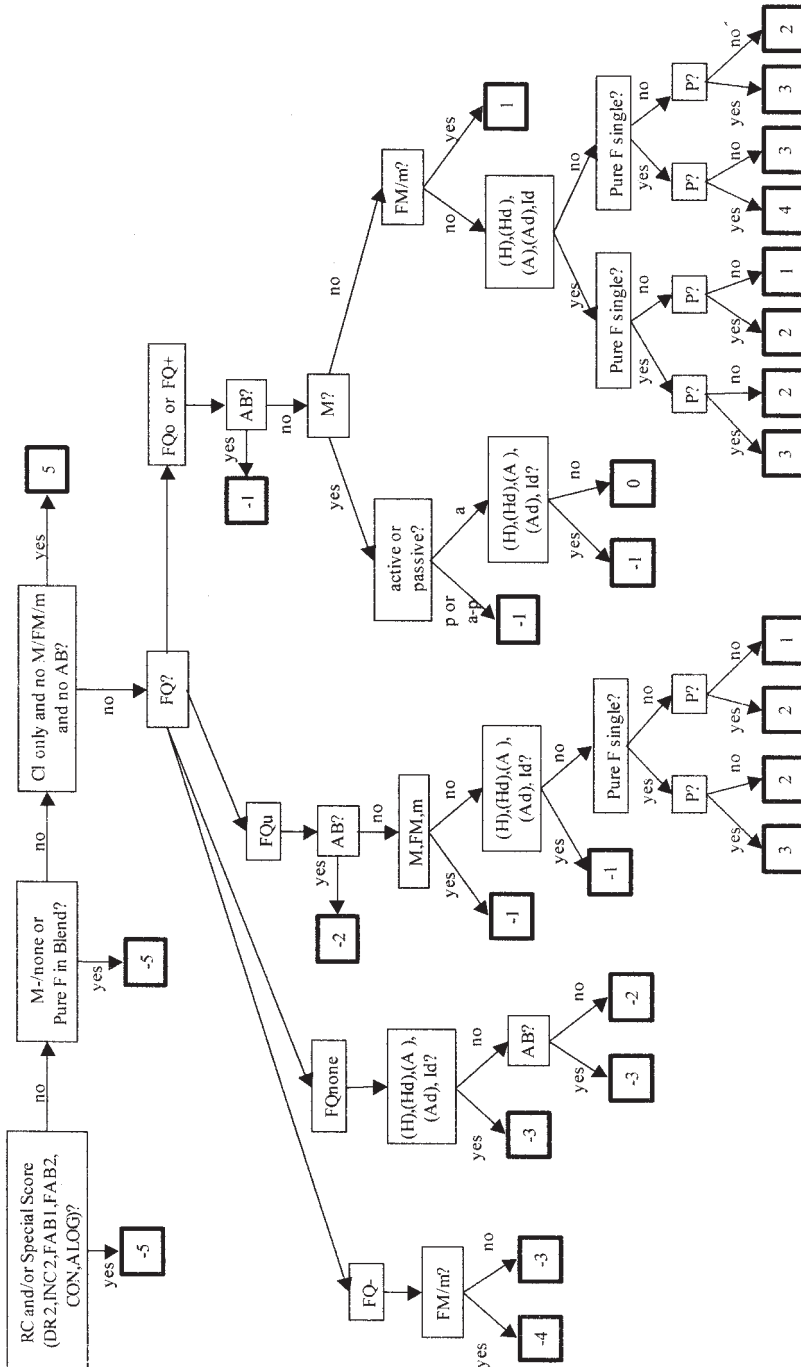 RC and/or Special Score
(DR2,INC2,FAB1,FAB2,
CON,ALOG)?
yes
-5
no
M-/none or
Pure F in Blend?
yes
-5
no
Cl only and no M/FM/m
and no AB?
yes
5
no
FQ?
FQ-
FM/m?
yes
no
-4
-3
FQnone
(H),(Hd),(A ),
(Ad), Id?
yes
no
-3
AB?
yes
no
-3
-2
FQu
AB?
yes
no
-2
M,FM,m
yes
no
-1
(H),(Hd),(A ),
(Ad), Id?
yes
no
-1
Pure F single?
yes
no
P?
P?
yes
no
yes
no
3
2
2
1
FQo or FQ+
AB?
yes
no
-1
M?
yes
no
active or
passive?
p or
a-p
a
-1
(H),(Hd),(A ),
(Ad), Id?
yes
no
-1
0
FM/m?
no
yes
1
(H),(Hd ),
(A),(Ad),Id
yes
no
Pure F single?
Pure F single?
yes
no
yes
no
P?
P?
P?
P?
yes
no
yes
no
yes
no
yes
no
3
2
2
1
4
3
3
2